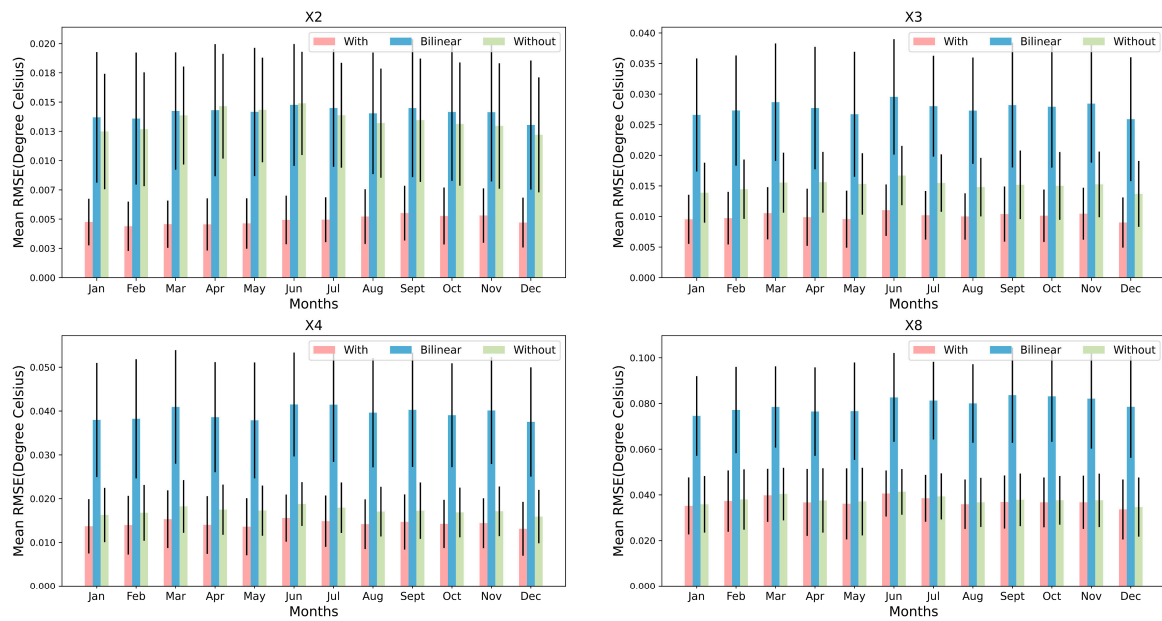 X2
With Bilinear Without
Mean RMSE(Degree Celsius)
0.020
0.018
0.015
0.013
0.010
0.007
0.005
0.003
0.000
Jan Feb Mar Apr May Jun Jul Aug Sept Oct Nov Dec
Months
X3
With Bilinear Without
Mean RMSE(Degree Celsius)
0.040
0.035
0.030
0.025
0.020
0.015
0.010
0.005
0.000
Jan Feb Mar Apr May Jun Jul Aug Sept Oct Nov Dec
Months
X4
With Bilinear Without
Mean RMSE(Degree Celsius)
0.050
0.040
0.030
0.020
0.010
0.000
Jan Feb Mar Apr May Jun Jul Aug Sept Oct Nov Dec
Months
X8
With Bilinear Without
Mean RMSE(Degree Celsius)
0.100
0.080
0.060
0.040
0.020
0.000
Jan Feb Mar Apr May Jun Jul Aug Sept Oct Nov Dec
Months